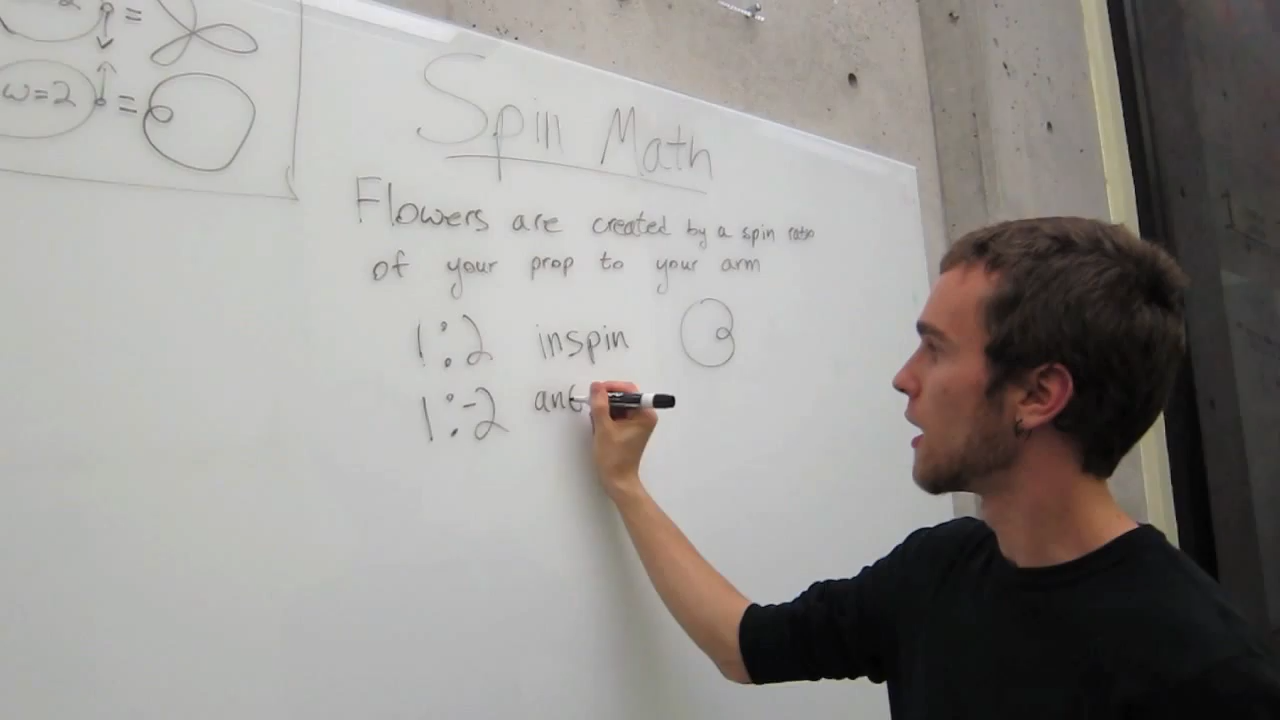 =
w=2 =
Spin Math
Flowers are created by a spin ratio
of your prop to your arm
1:2 inspin
1:-2 ant